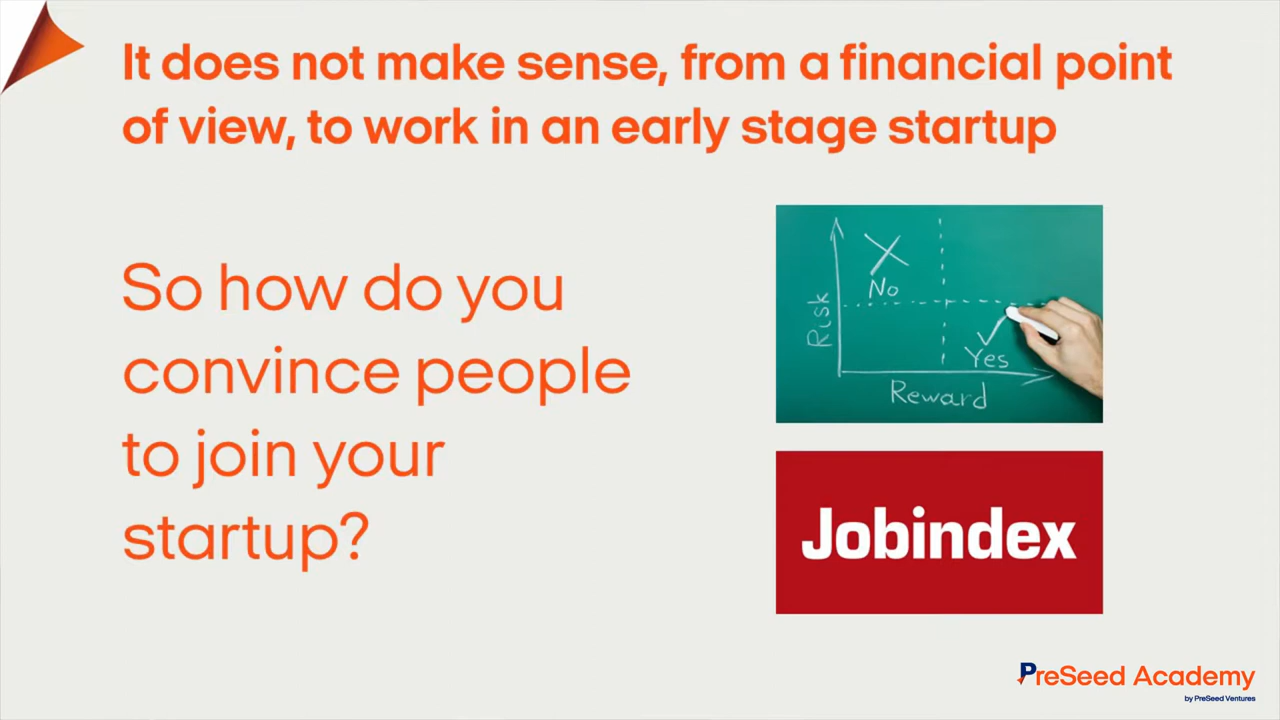 It does not make sense, from a financial point
of view, to work in an early stage startup
So how do you
convince people
to join your
startup?
Risk
No
Yes
Reward
Jobindex
PreSeed Academy
by PreSeed Ventures